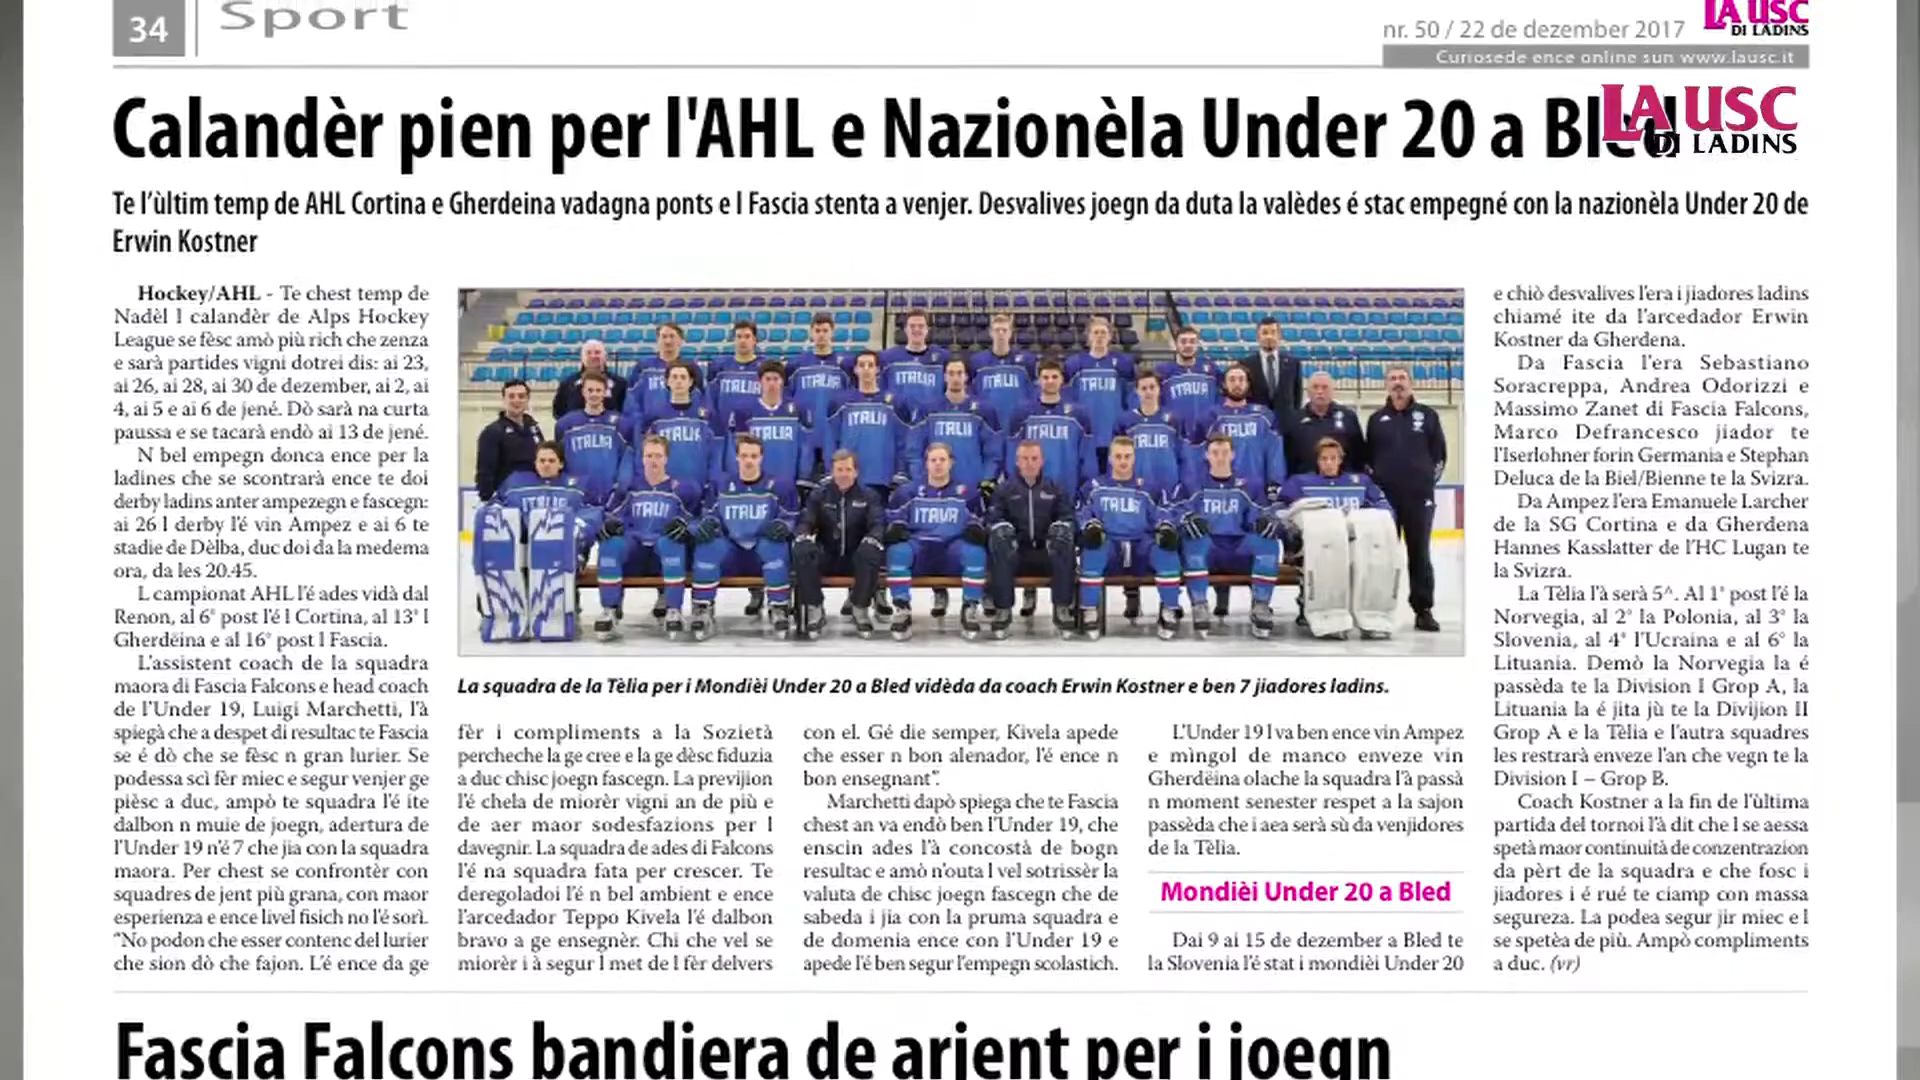 34
Sport
nr. 50 / 22 de dezember 2017
LA USC
DI LADINS
Curiosede ence online sun www.lausc.it
Calandèr pien per l'AHL e Nazionèla Under 20 a Bled
LA USC
DI LADINS
Te l'ùltim temp de AHL Cortina e Gherdeina vadagna ponts e l Fascia stenta a venjer. Desvalives joegn da duta la valèdes é stac empegné con la nazionèla Under 20 de
Erwin Kostner
Hockey/AHL - Te chest temp de
Nadèl l calandèr de Alps Hockey
League se fèsc amò più rich che zenza
e sarà partides vigni dotrei dis: ai 23,
ai 26, ai 28, ai 30 de dezember, ai 2, ai
4, ai 5 e ai 6 de jené. Dò sarà na curta
paussa e se tacarà endò ai 13 de jené.
N bel empegn donca ence per la
ladines che se scontrarà ence te doi
derby ladins anter ampezegn e fascegn:
ai 26 l derby l'é vin Ampez e ai 6 te
stadie de Dèlba, duc doi da la medema
ora, da les 20.45.
L campionat AHL l'é ades vidà dal
Renon, al 6° post l'é l Cortina, al 13° l
Gherdëina e al 16° post l Fascia.
L'assistent coach de la squadra
maora di Fascia Falcons e head coach
de l'Under 19, Luigi Marchetti, l'à
spiegà che a despet di resultac te Fascia
se é dò che se fèsc n gran lurier. Se
podessa scì fèr miec e segur venjer ge
pièsc a duc, ampò te squadra l'é ite
dalbon n muie de joegn, adertura de
l'Under 19 n'é 7 che jia con la squadra
maora. Per chest se confrontèr con
squadres de jent più grana, con maor
esperienza e ence livel fisich no l'é sorì.
"No podon che esser contenc del lurier
che sion dò che fajon. L'é ence da ge
ITALIA
La squadra de la Tèlia per i Mondièi Under 20 a Bled vidèda da coach Erwin Kostner e ben 7 jiadores ladins.
fèr i compliments a la Società
percheche la ge cree e la ge dèsc fiduzia
a duc chisc joegn fascegn. La previjion
l'é chela de miorèr vigni an de più e
de aer maor sodesfazions per l
davegnir. La squadra de ades di Falcons
l'é na squadra fata per crescer. Te
deregoladoi l'é n bel ambient e ence
l'arcedador Teppo Kivela l'é dalbon
bravo a ge ensegnèr. Chi che vel se
miorèr i à segur l met de l fèr delvers
con el. Gé die semper, Kivela apede
che esser n bon alenador, l'é ence n
bon ensegnant".
Marchetti dapò spiega che te Fascia
chest an va endò ben l'Under 19, che
enscin ades l'à concostà de bogn
resultac e amò n'outa l vel sotrissèr la
valuta de chisc joegn fascegn che de
sabeda i jia con la pruma squadra e
de domenia ence con l'Under 19 e
apede l'é ben segur l'empegn scolastich.
L'Under 19 l va ben ence vin Ampez
e mìngol de manco enveze vin
Gherdëina olache la squadra l'à passà
n moment senester respet a la sajon
passèda che i aea serà sù da venjidores
de la Tèlia.
Mondièi Under 20 a Bled
Dai 9 ai 15 de dezember a Bled te
la Slovenia l'é stat i mondièi Under 20
e chiò desvalives l'era i jiadores ladins
chiamé ite da l'arcedador Erwin
Kostner da Gherdena.
Da Fascia l'era Sebastiano
Soracreppa, Andrea Odorizzi e
Massimo Zanet di Fascia Falcons,
Marco Defrancesco jiador te
l'Iserlohner forin Germania e Stephan
Deluca de la Biel/Bienne te la Svizra.
Da Ampez l'era Emanuele Larcher
de la SG Cortina e da Gherdena
Hannes Kasslatter de l'HC Lugan te
la Svizra.
La Tèlia l'à serà 5^. Al 1° post l'é la
Norvegia, al 2° la Polonia, al 3° la
Slovenia, al 4° l'Ucraina e al 6° la
Lituania. Demò la Norvegia la é
passèda te la Division I Grop A, la
Lituania la é jita jù te la Divijion II
Grop A e la Tèlia e l'autra squadres
les restrarà enveze l'an che vegn te la
Division I – Grop B.
Coach Kostner a la fin de l'ùltima
partida del tornoi l'à dit che l se aessa
spetà maor continuità de conzentrazion
da pèrt de la squadra e che fosc i
jiadores i é rué te ciamp con massa
segureza. La podea segur jir miec e l
se spetèa de più. Ampò compliments
a duc. (vr)
Fascia Falcons bandiera de arjent per i joegn